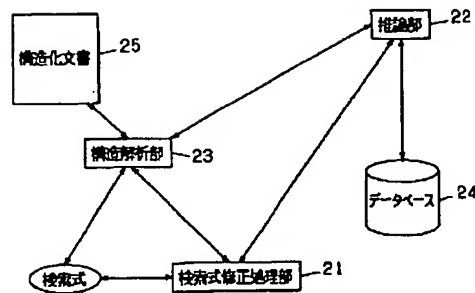 推論部
22
構造化文書
25
構造解析部
23
データベース
24
検索式
検索式修正処理部
21